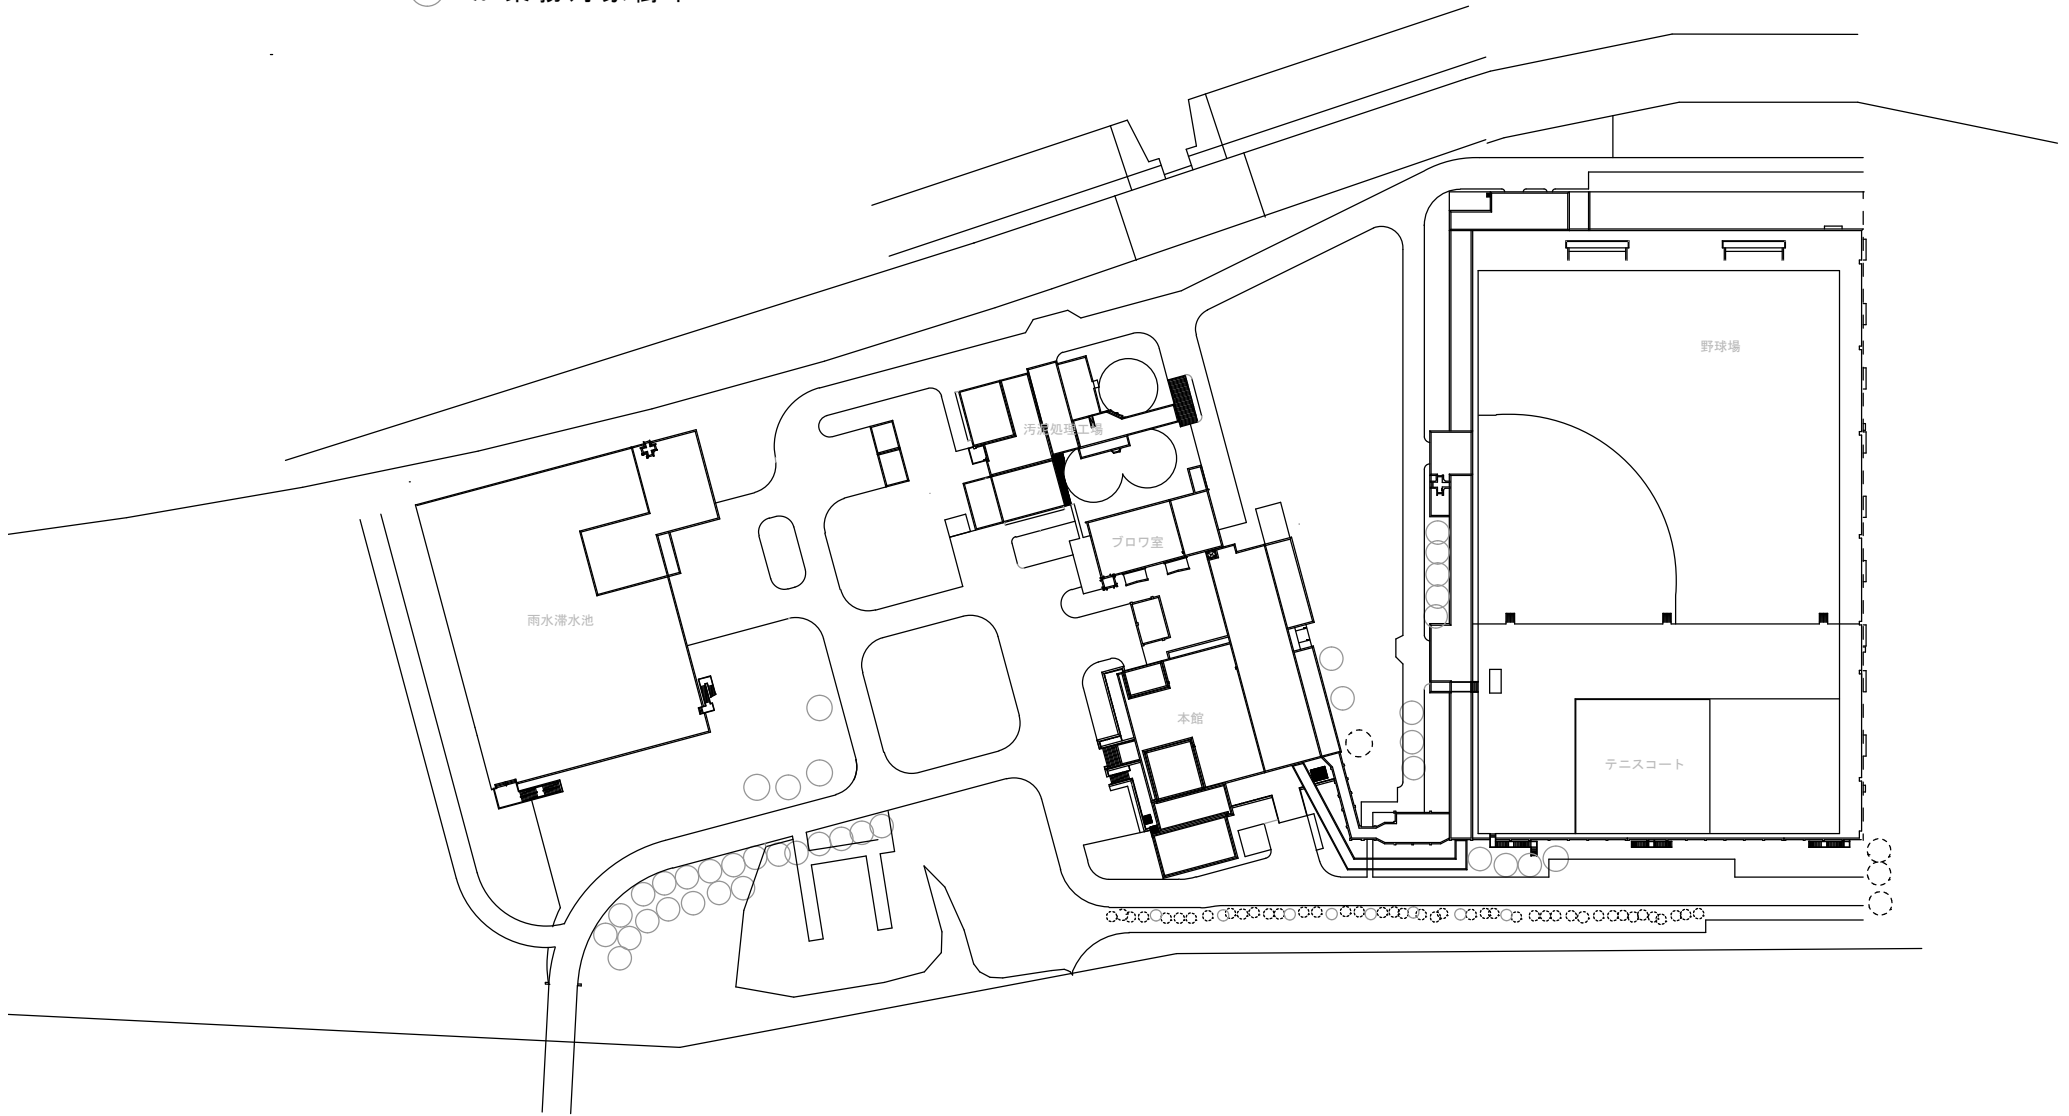 野球場
汚泥処理工場
ブロワ室
雨水滞水池
本館
テニスコート